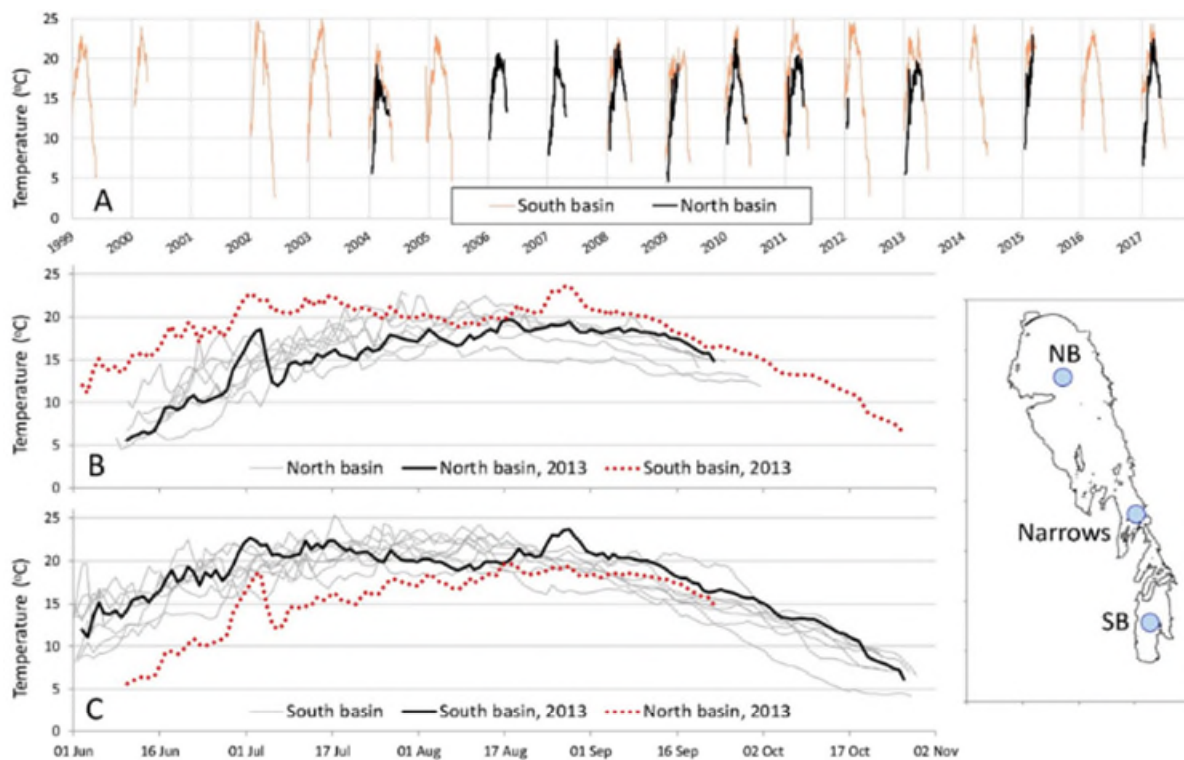 25
20
15
10
5
0
Temperature (ºC)
A
South basin North basin
1999 2000 2001 2002 2003 2004 2005 2006 2007 2008 2009 2010 2011 2012 2013 2014 2015 2016 2017
25
20
15
10
5
0
Temperature (ºC)
B
North basin North basin, 2013 South basin, 2013
25
20
15
10
5
0
Temperature (ºC)
C
South basin South basin, 2013 North basin, 2013
01 Jun 16 Jun 01 Jul 17 Jul 01 Aug 17 Aug 01 Sep 16 Sep 02 Oct 17 Oct 02 Nov
NB
Narrows
SB